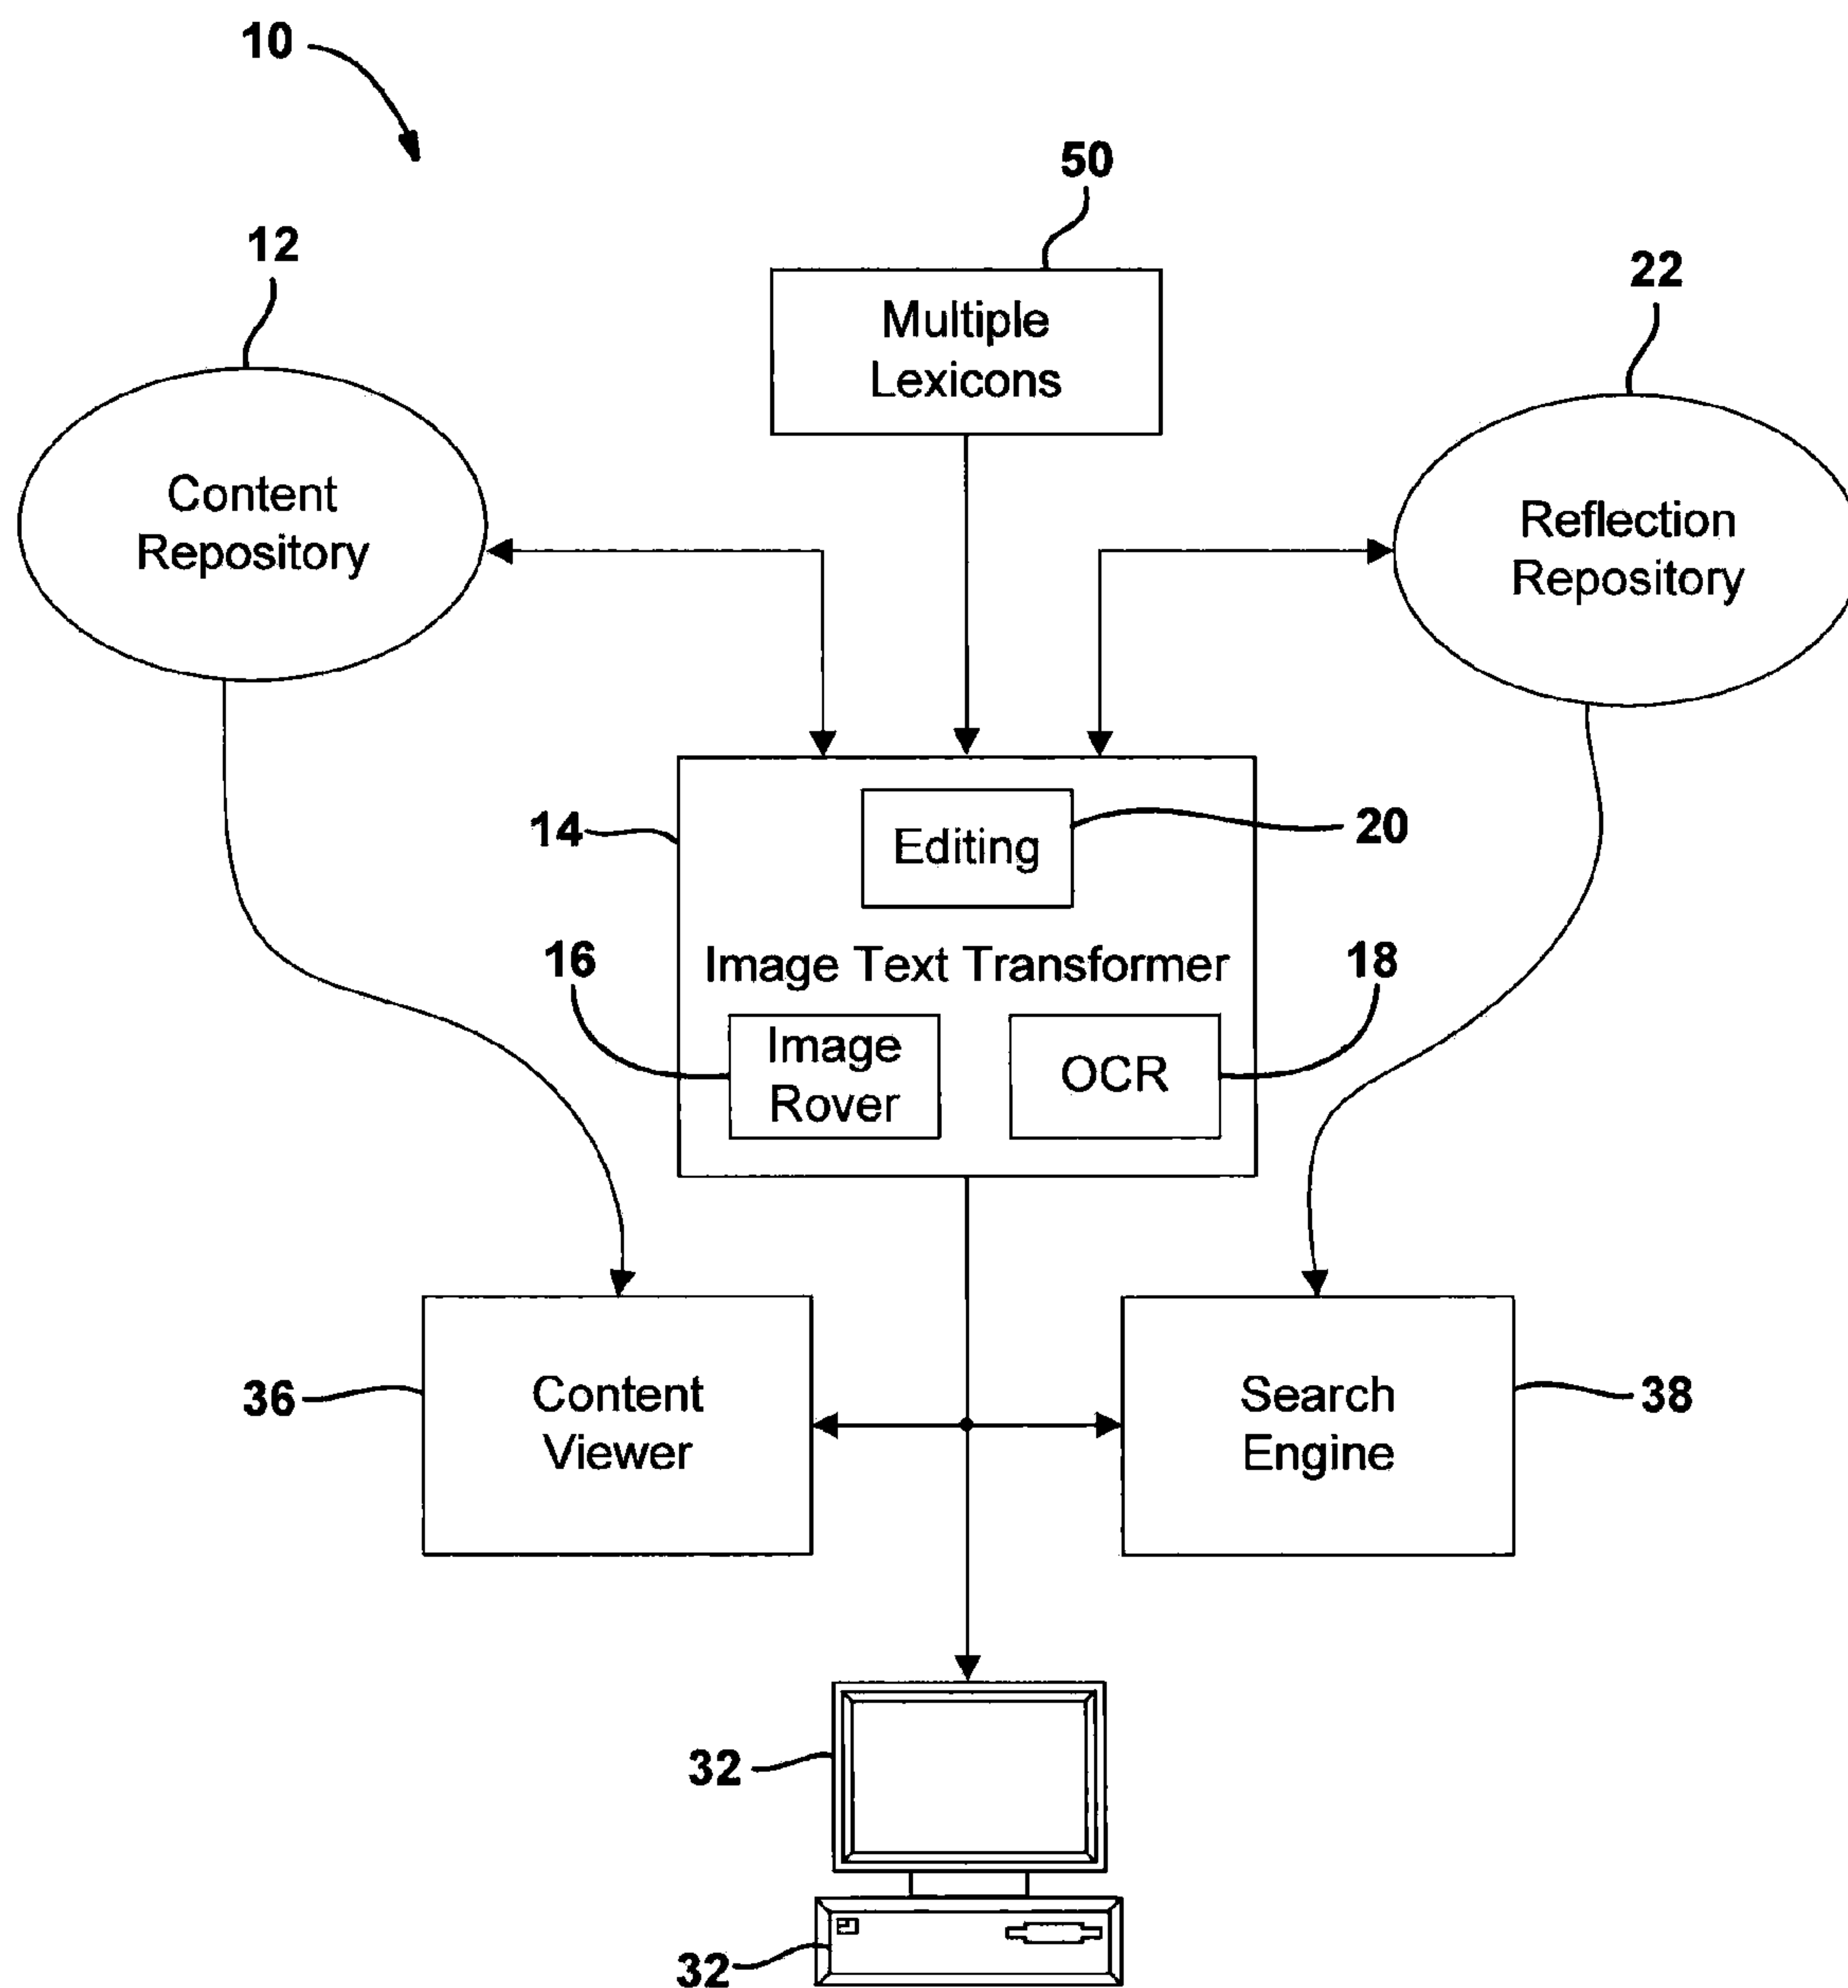 10
50
12
22
Multiple
Lexicons
Content
Repository
Reflection
Repository
14
Editing
20
16
Image Text Transformer
18
Image
Rover
OCR
36
Content
Viewer
Search
Engine
38
32
32